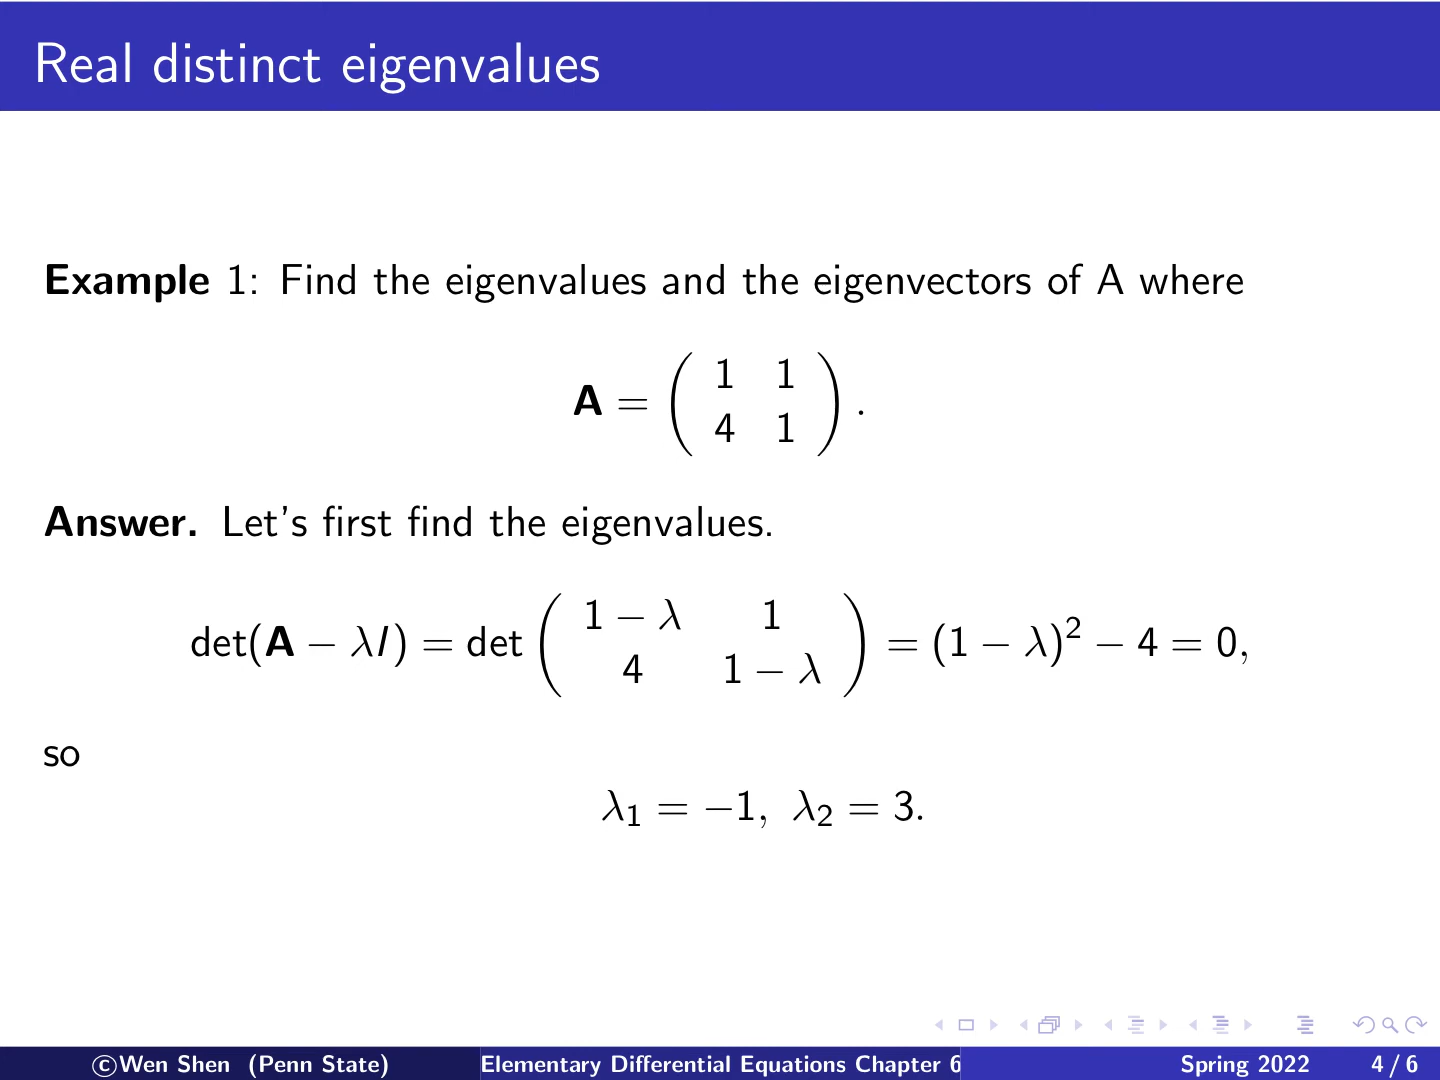 Real distinct eigenvalues
Example 1: Find the eigenvalues and the eigenvectors of A where
A = ( 1 1
4 1 ) .
Answer. Let's first find the eigenvalues.
det(A − λI) = det ( 1 − λ 1
4 1 − λ ) = (1 − λ)² − 4 = 0,
so
λ₁ = −1, λ₂ = 3.
©Wen Shen (Penn State) Elementary Differential Equations Chapter 6 Spring 2022 4 / 6